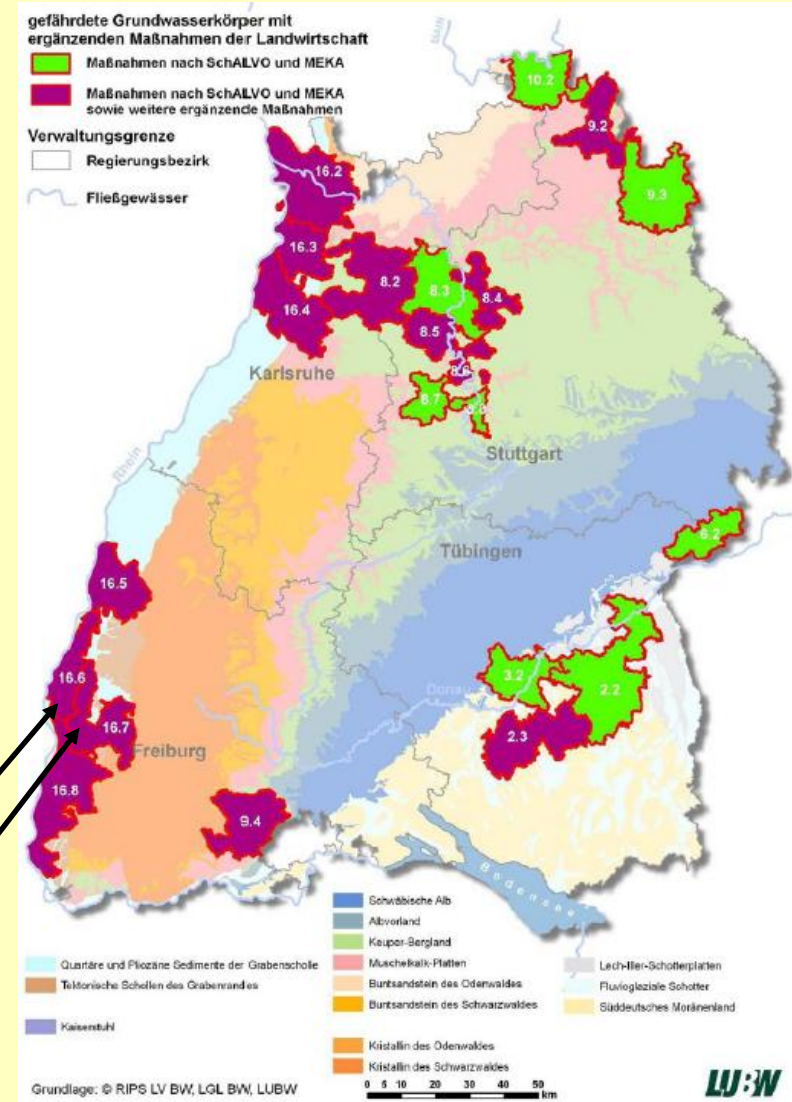 gefährdete Grundwasserkörper mit
ergänzenden Maßnahmen der Landwirtschaft
Maßnahmen nach SchALVO und MEKA
Maßnahmen nach SchALVO und MEKA
sowie weitere ergänzende Maßnahmen
Verwaltungsgrenze
Regierungsbezirk
Fließgewässer
MAIN
10.2
9.2
9.3
16.2
16.3
16.4
8.2
8.3
8.4
8.5
8.6
8.7
Karlsruhe
Stuttgart
Rhein
Tübingen
6.2
16.5
16.6
16.7
16.8
Freiburg
9.4
Donau
3.2
2.2
2.3
Bodensee
Schwäbische Alb
Albvorland
Keuper-Bergland
Muschelkalk-Platten
Buntsandstein des Odenwaldes
Buntsandstein des Schwarzwaldes
Kristallin des Odenwaldes
Kristallin des Schwarzwaldes
Quartäre und Pliozäne Sedimente der Grabenscholle
Tektonische Schollen des Grabenrandes
Kaiserstuhl
Lech-Iller-Schotterplatten
Fluvioglaziale Schotter
Süddeutsches Moränenland
Grundlage: © RIPS LV BW, LGL BW, LUBW
0 5 10 20 30 40 50
km
LUBW